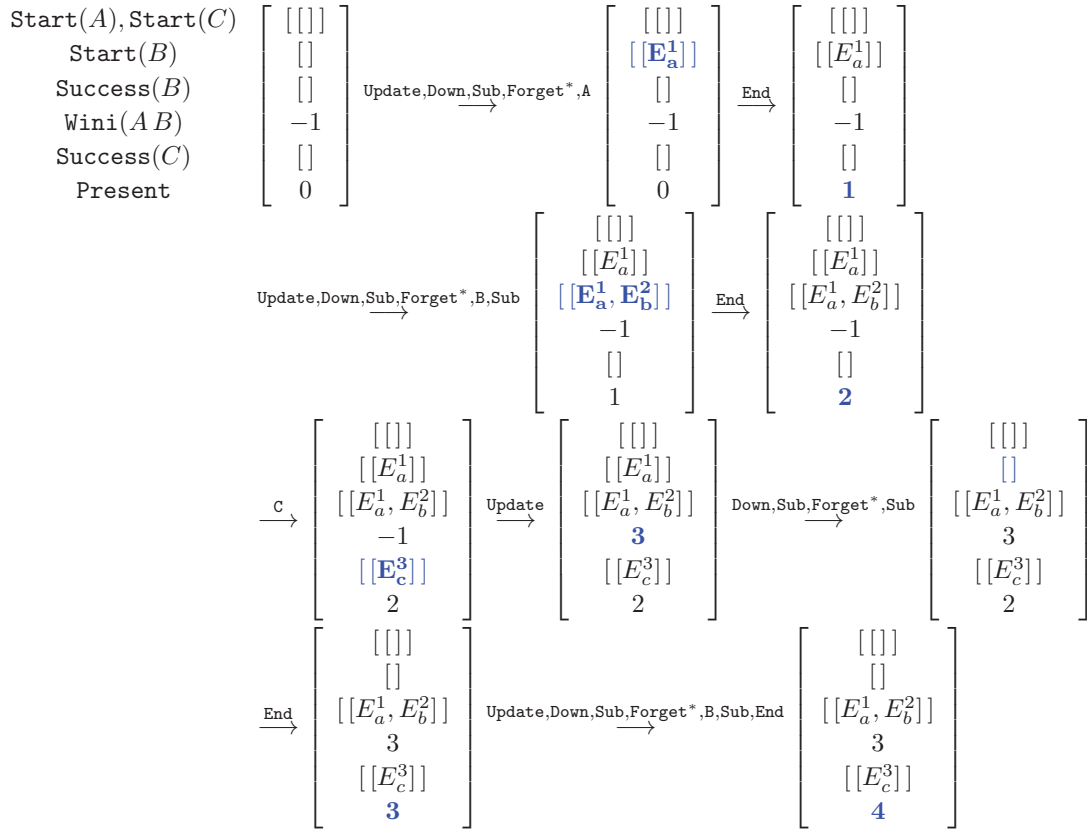 Start(A), Start(C) [ [ ] ] [ [ ] ] [ [ ] ]
Start(B) [ ] [ [E_a^1] ] [ [E_a^1] ]
Success(B) [ ] Update,Down,Sub,Forget*,A → [ ] End → [ ]
Wini(A B) −1 −1 −1
Success(C) [ ] [ ] [ ]
Present 0 0 1
[ [ ] ] [ [ ] ]
[ [E_a^1] ] [ [E_a^1] ]
Update,Down,Sub,Forget*,B,Sub → [ [E_a^1, E_b^2] ] End → [ [E_a^1, E_b^2] ]
−1 −1
[ ] [ ]
1 2
[ [ ] ] [ [ ] ] [ [ ] ]
[ [E_a^1] ] [ [E_a^1] ] [ ]
C → [ [E_a^1, E_b^2] ] Update → [ [E_a^1, E_b^2] ] Down,Sub,Forget*,Sub → [ [E_a^1, E_b^2] ]
−1 3 3
[ [E_c^3] ] [ [E_c^3] ] [ [E_c^3] ]
2 2 2
[ [ ] ] [ [ ] ]
[ ] [ ]
End → [ [E_a^1, E_b^2] ] Update,Down,Sub,Forget*,B,Sub,End → [ [E_a^1, E_b^2] ]
3 3
[ [E_c^3] ] [ [E_c^3] ]
3 4